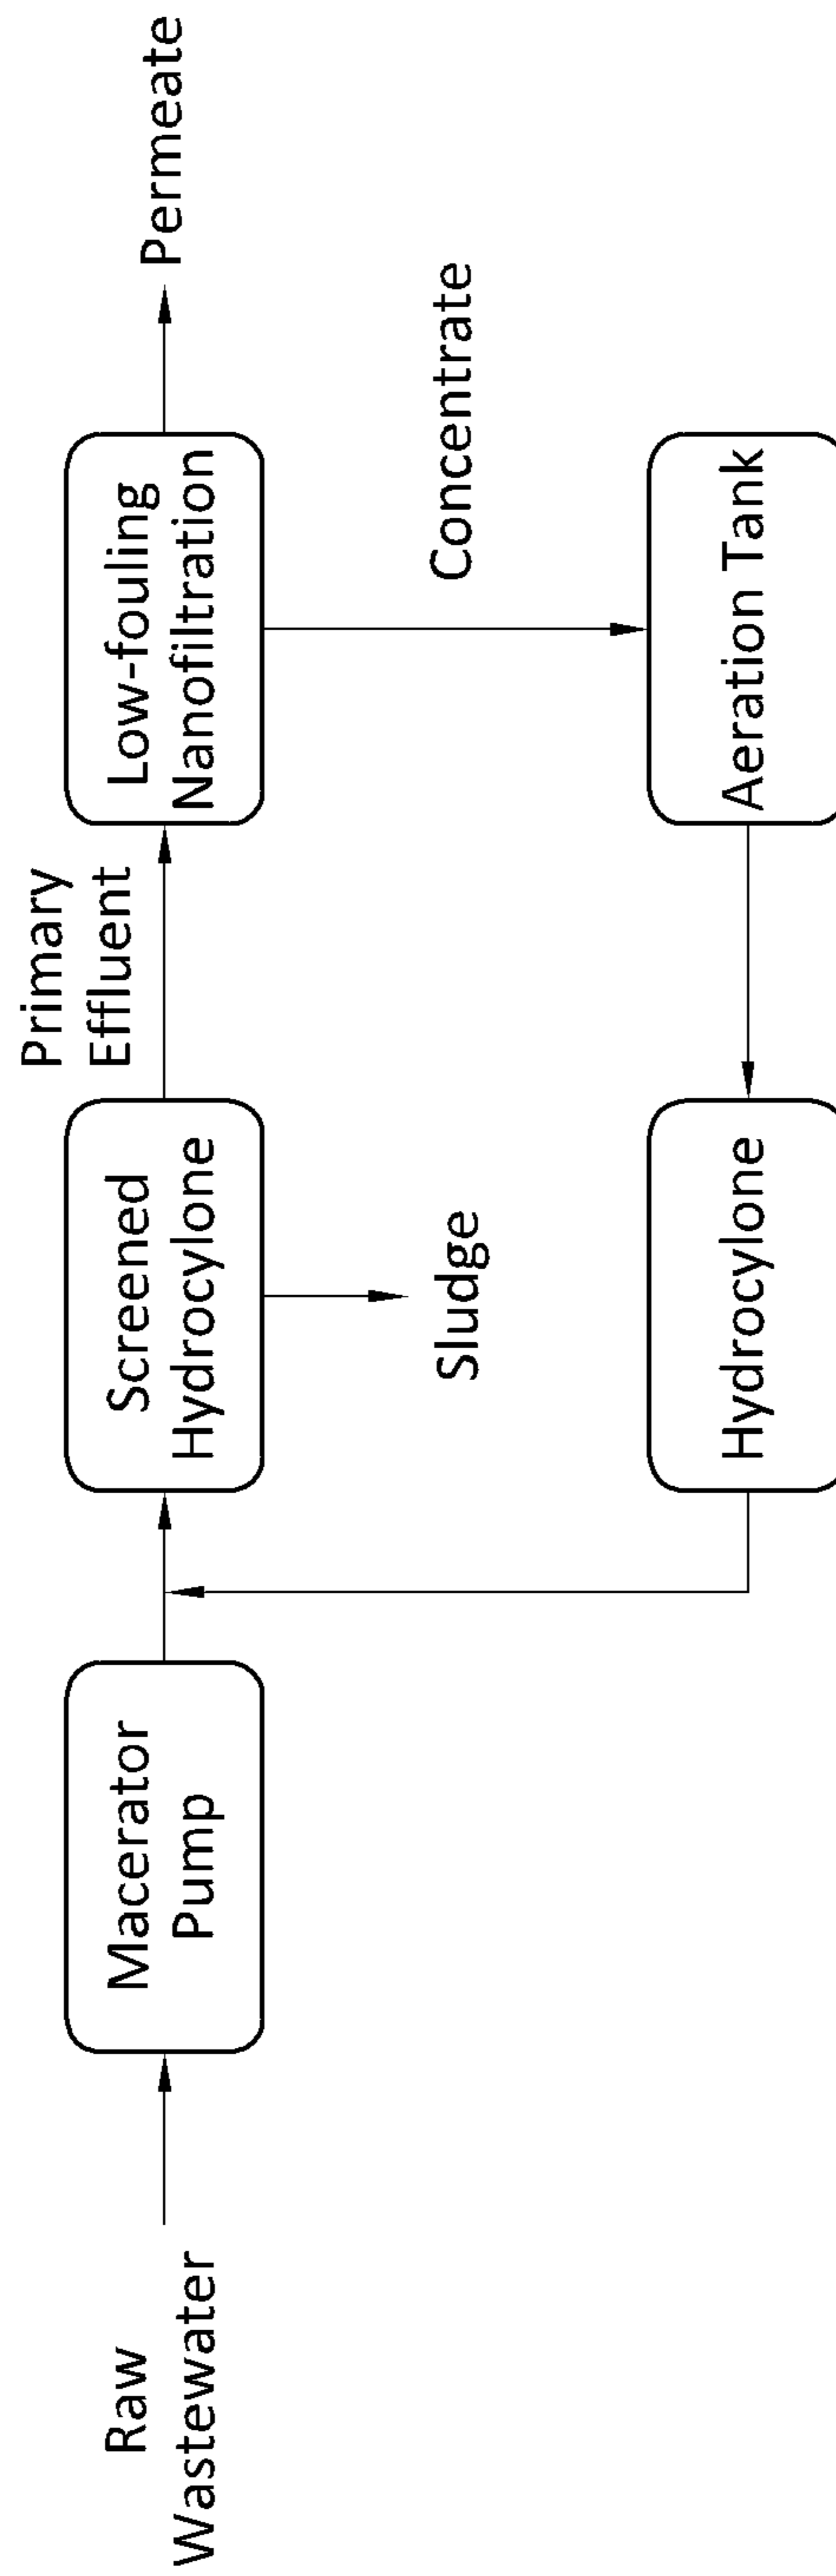 Raw
Wastewater
Macerator
Pump
Screened
Hydrocylone
Sludge
Primary
Effluent
Low-fouling
Nanofiltration
Permeate
Concentrate
Aeration Tank
Hydrocylone